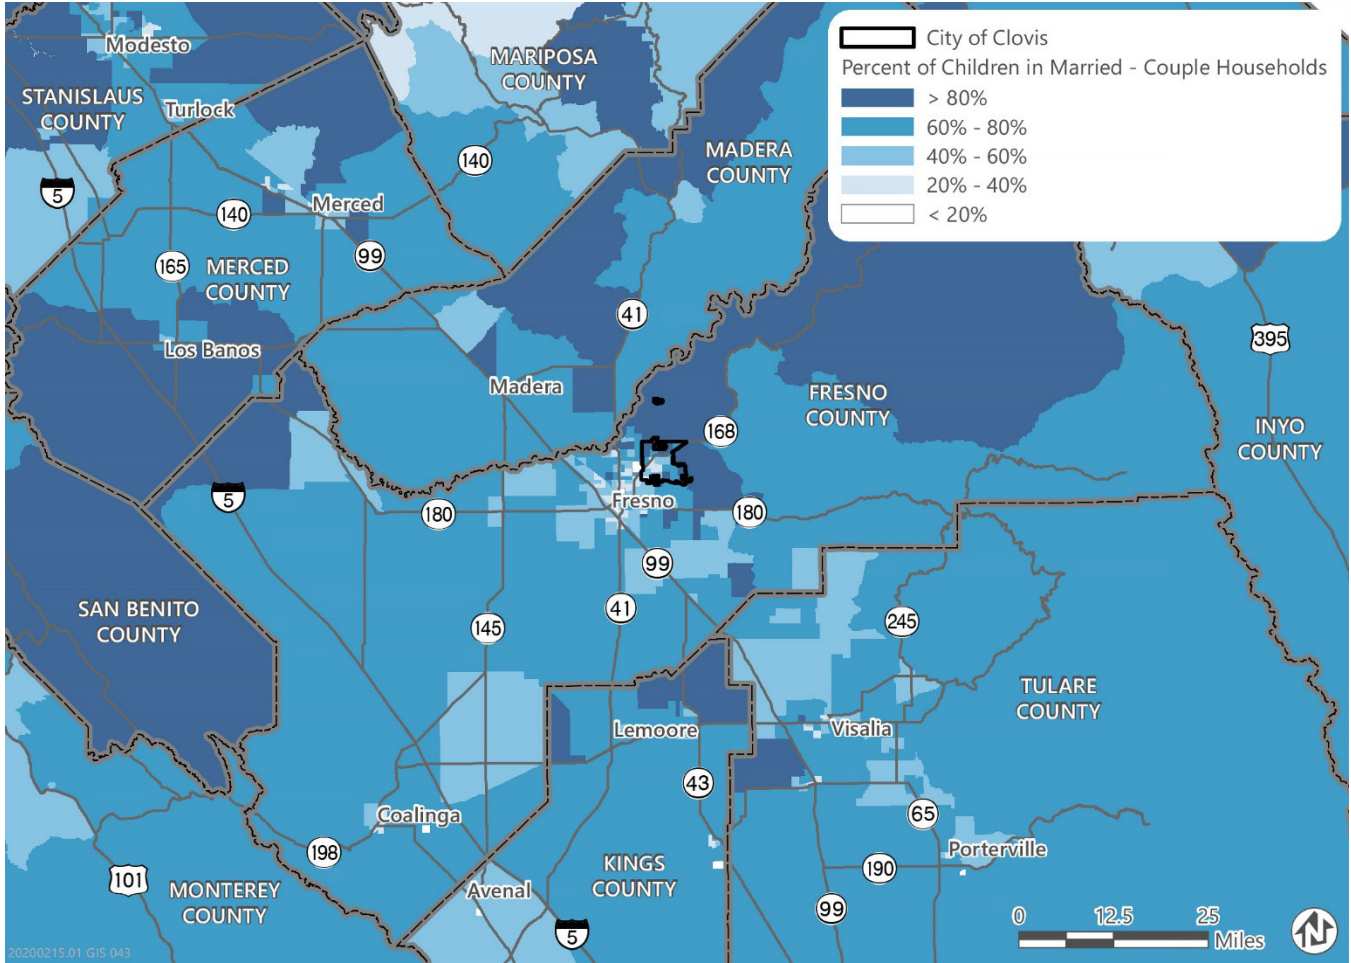 City of Clovis
Percent of Children in Married - Couple Households
> 80%
60% - 80%
40% - 60%
20% - 40%
< 20%
Modesto
MARIPOSA
COUNTY
STANISLAUS
COUNTY
Turlock
140
MADERA
COUNTY
5
Merced
140
99
165
MERCED
COUNTY
41
395
Los Banos
Madera
FRESNO
COUNTY
168
INYO
COUNTY
5
Fresno
180
180
99
SAN BENITO
COUNTY
41
145
245
TULARE
COUNTY
Lemoore
Visalia
43
Coalinga
65
198
Porterville
190
101
KINGS
COUNTY
MONTEREY
COUNTY
Avenal
99
5
0 12.5 25
Miles
N
20200215.01 GIS 043